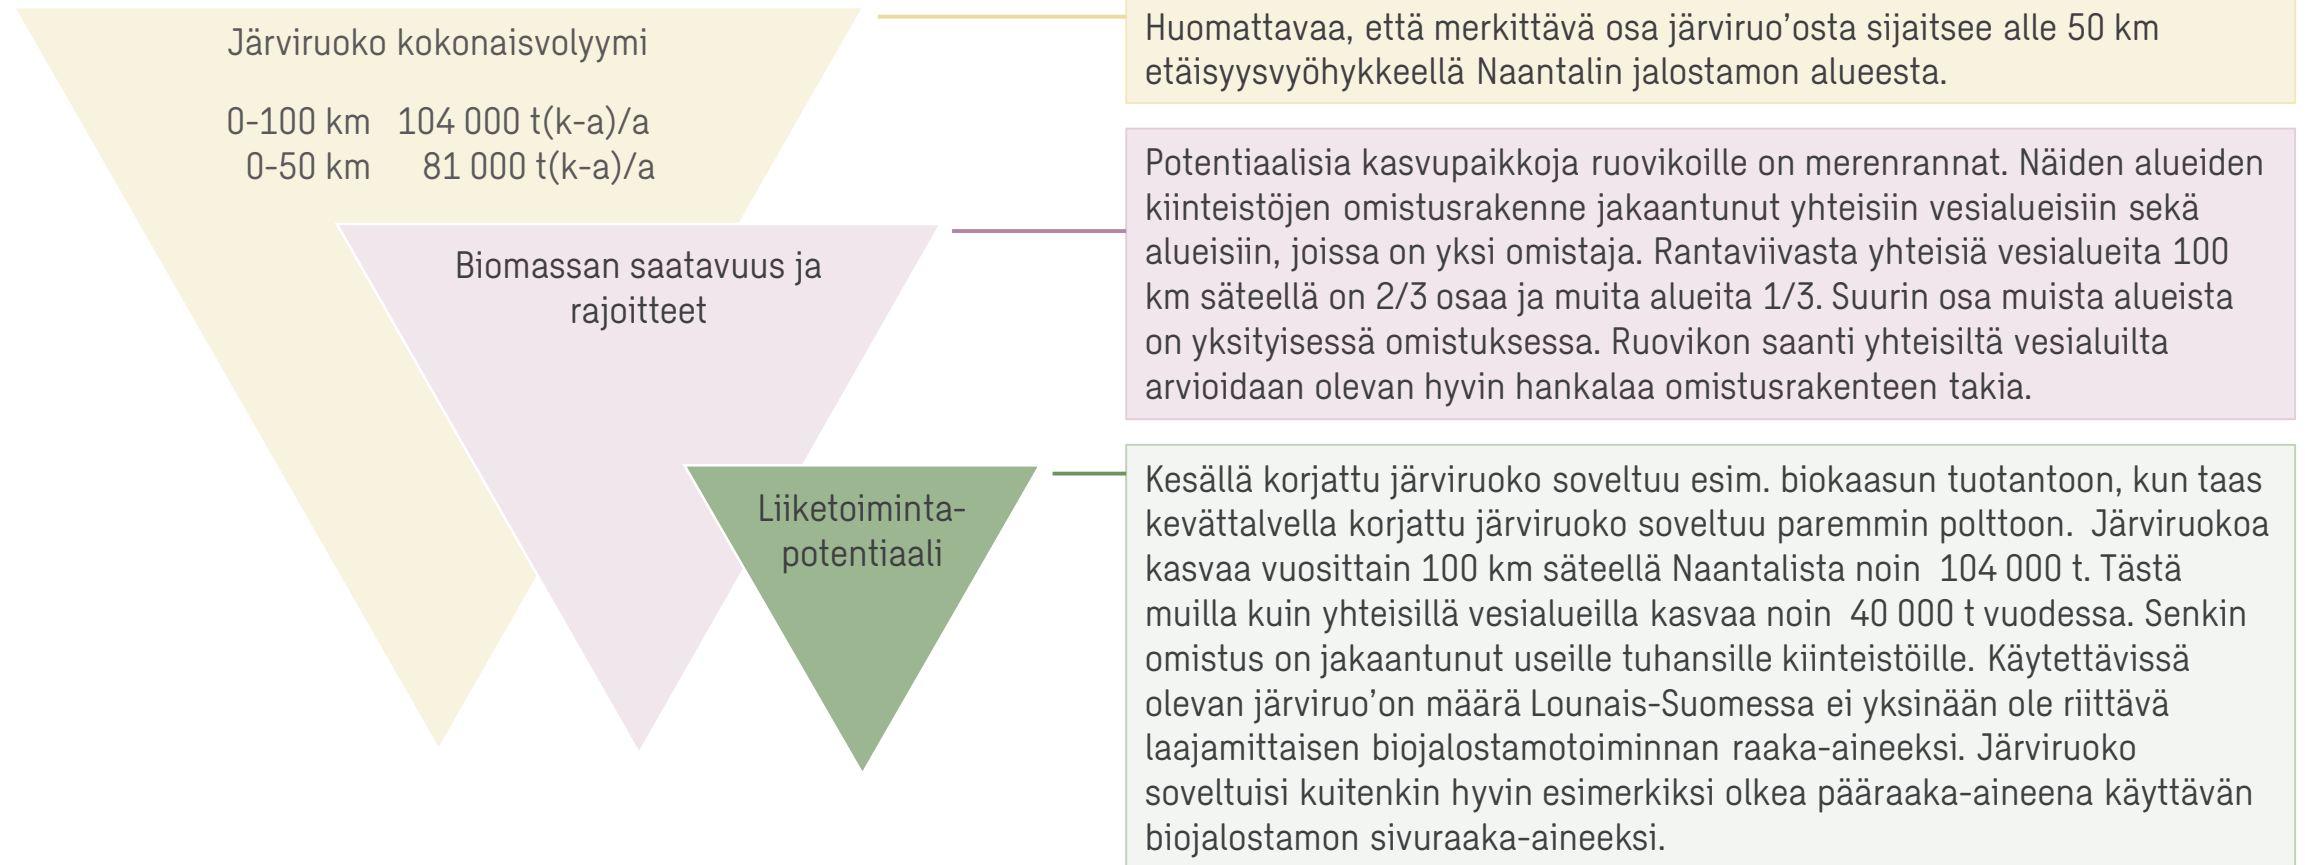 Järviruoko kokonaisvolyymi
0-100 km 104 000 t(k-a)/a
0-50 km 81 000 t(k-a)/a
Biomassan saatavuus ja
rajoitteet
Liiketoiminta-
potentiaali
Huomattavaa, että merkittävä osa järviruo’osta sijaitsee alle 50 km
etäisyysvyöhykkeellä Naantalin jalostamon alueesta.
Potentiaalisia kasvupaikkoja ruovikoille on merenrannat. Näiden alueiden
kiinteistöjen omistusrakenne jakaantunut yhteisiin vesialueisiin sekä
alueisiin, joissa on yksi omistaja. Rantaviivasta yhteisiä vesialueita 100
km säteellä on 2/3 osaa ja muita alueita 1/3. Suurin osa muista alueista
on yksityisessä omistuksessa. Ruovikon saanti yhteisiltä vesialuilta
arvioidaan olevan hyvin hankalaa omistusrakenteen takia.
Kesällä korjattu järviruoko soveltuu esim. biokaasun tuotantoon, kun taas
kevättalvella korjattu järviruoko soveltuu paremmin polttoon. Järviruokoa
kasvaa vuosittain 100 km säteellä Naantalista noin 104 000 t. Tästä
muilla kuin yhteisillä vesialueilla kasvaa noin 40 000 t vuodessa. Senkin
omistus on jakaantunut useille tuhansille kiinteistöille. Käytettävissä
olevan järviruo’on määrä Lounais-Suomessa ei yksinään ole riittävä
laajamittaisen biojalostamotoiminnan raaka-aineeksi. Järviruoko
soveltuisi kuitenkin hyvin esimerkiksi olkea pääraaka-aineena käyttävän
biojalostamon sivuraaka-aineeksi.